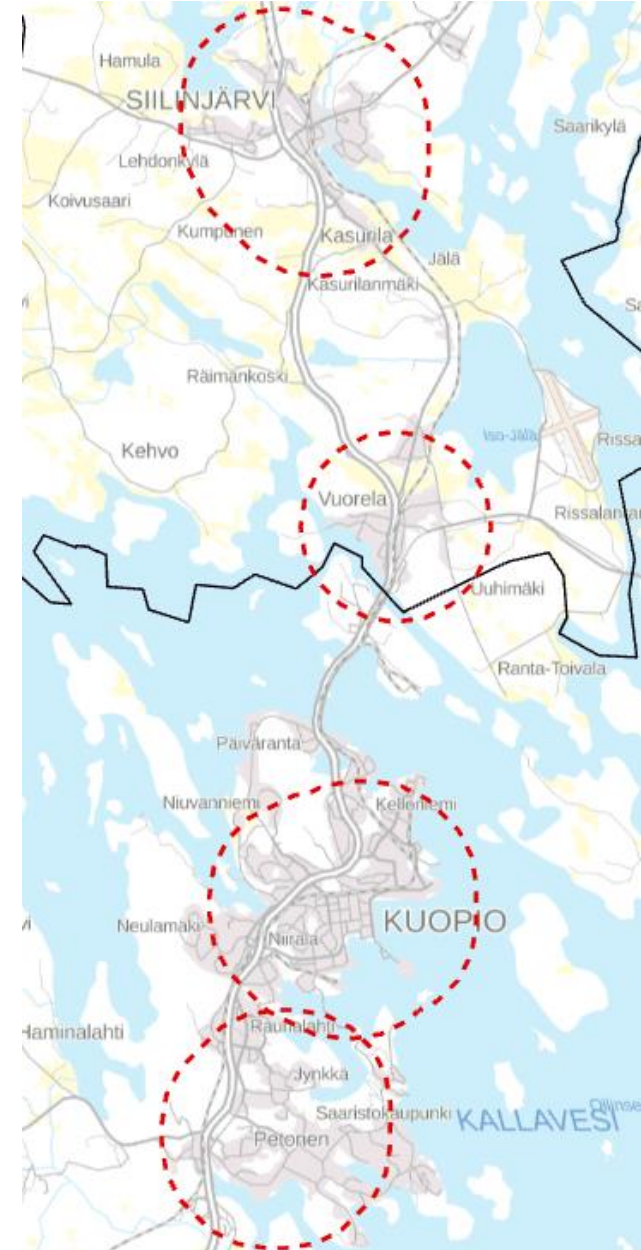 Hamula
SIILINJÄRVI
Saarikylä
Lehdonkylä
Koivusaari
Kumpunen
Kasurila
Jälä
Kasurilanmäki
Räimänkoski
Iso-Jälä
Kehvo
Vuorela
Uuhimäki
Ranta-Toivala
Päiväranta
Niuvanniemi
Kelloniemi
Neulamäki
KUOPIO
Niirala
Haminalahti
Rauhalahti
Jynkkä
Saaristokaupunki
KALLAVESI
Petonen